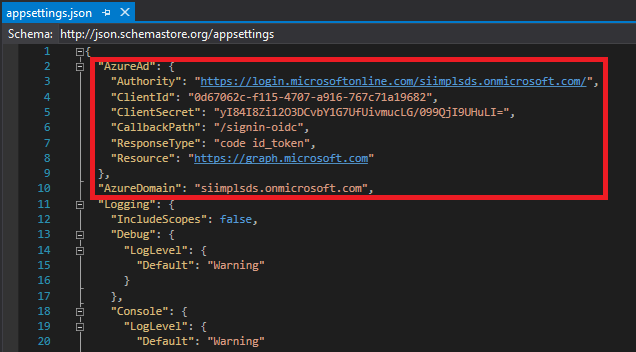 appsettings.json
Schema: http://json.schemastore.org/appsettings
1 {
2 "AzureAd": {
3 "Authority": "https://login.microsoftonline.com/siimplsds.onmicrosoft.com/",
4 "ClientId": "0d67062c-f115-4707-a916-767c71a19682",
5 "ClientSecret": "yI84I8Zi12O3DCvbY1G7UfUivmucLG/099QjI9UHuLI=",
6 "CallbackPath": "/signin-oidc",
7 "ResponseType": "code id_token",
8 "Resource": "https://graph.microsoft.com"
9 },
10 "AzureDomain": "siimplsds.onmicrosoft.com",
11 "Logging": {
12 "IncludeScopes": false,
13 "Debug": {
14 "LogLevel": {
15 "Default": "Warning"
16 }
17 },
18 "Console": {
19 "LogLevel": {
20 "Default": "Warning"